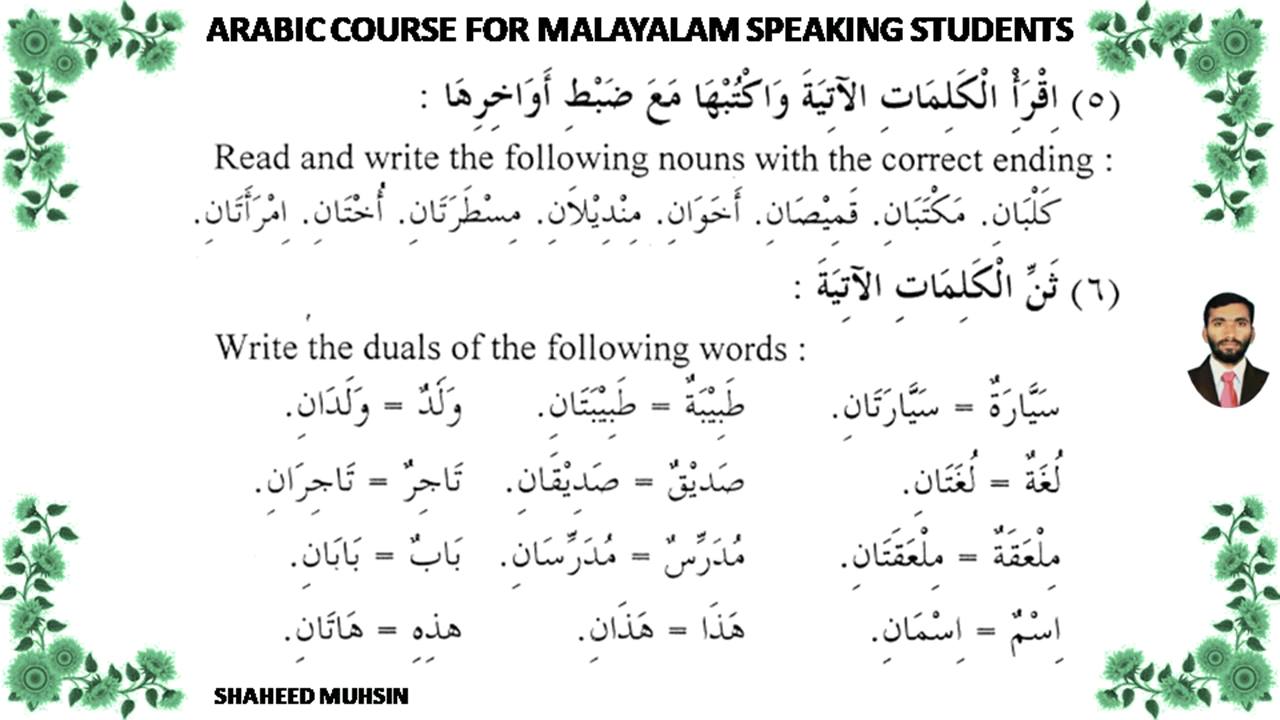 ARABIC COURSE FOR MALAYALAM SPEAKING STUDENTS
(٥) اِقْرَأْ الْكَلِمَاتِ الآتِيَةَ وَاكْتُبْهَا مَعَ ضَبْطِ أَوَاخِرِهَا :
Read and write the following nouns with the correct ending :
كَلْبَانِ. مَكْتَبَانِ. قَمِيْصَانِ. أَخَوَانِ. مِنْدِيْلاَنِ. مِسْطَرَتَانِ. أُخْتَانِ. اِمْرَأَتَانِ.
(٦) ثَنِّ الْكَلِمَاتِ الآتِيَةَ :
Write the duals of the following words :
سَيَّارَةٌ = سَيَّارَتَانِ. طَبِيْبَةٌ = طَبِيْبَتَانِ. وَلَدٌ = وَلَدَانِ.
لُغَةٌ = لُغَتَانِ. صَدِيْقٌ = صَدِيْقَانِ. تَاجِرٌ = تَاجِرَانِ.
مِلْعَقَةٌ = مِلْعَقَتَانِ. مُدَرِّسٌ = مُدَرِّسَانِ. بَابٌ = بَابَانِ.
اِسْمٌ = اِسْمَانِ. هَذَا = هَذَانِ. هذِهِ = هَاتَانِ.
SHAHEED MUHSIN